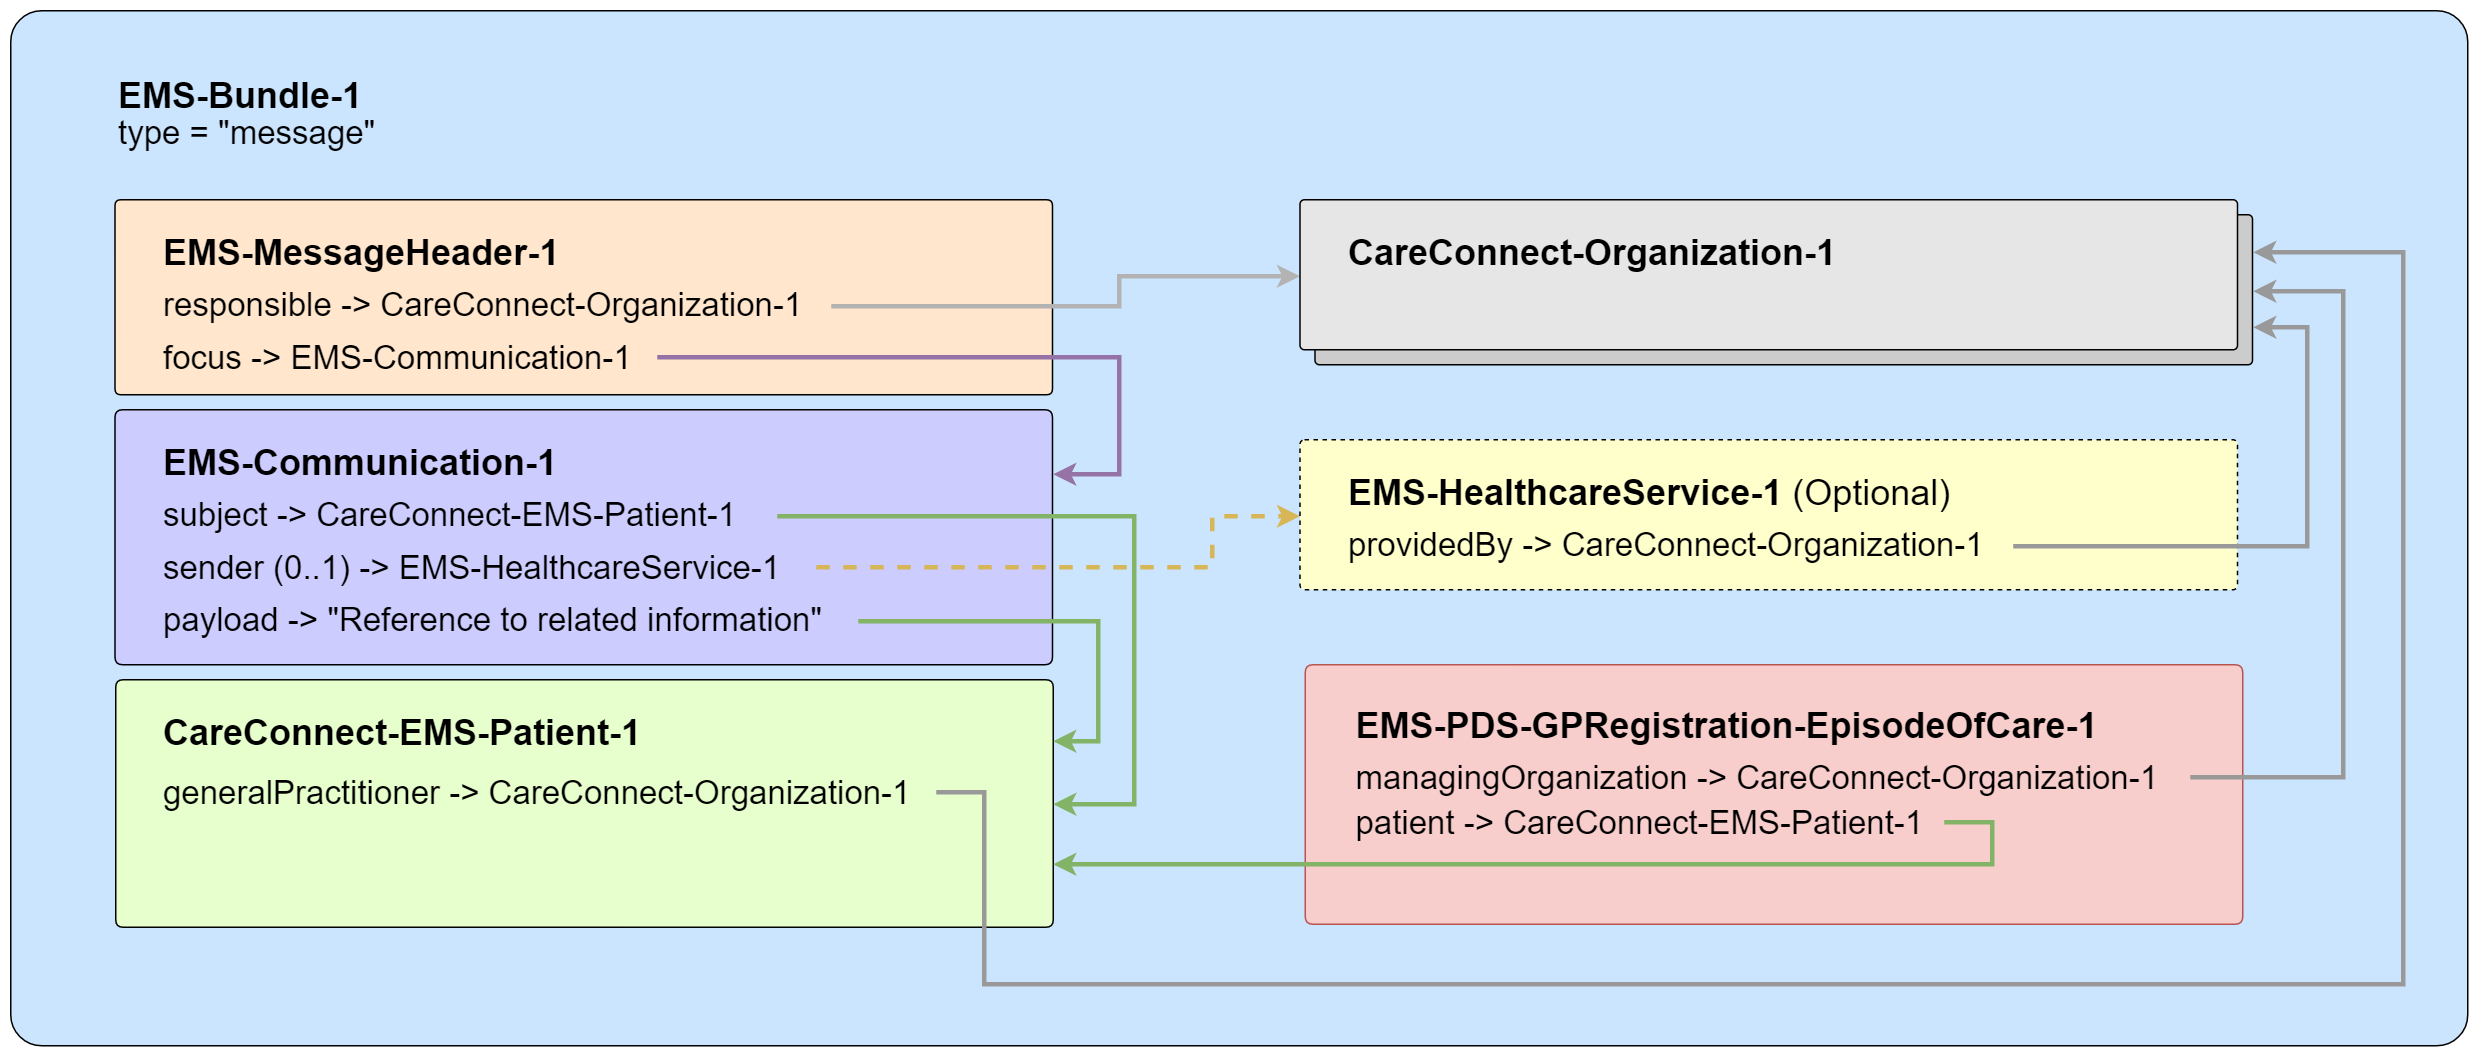 EMS-Bundle-1
type = "message"
EMS-MessageHeader-1
responsible -> CareConnect-Organization-1
focus -> EMS-Communication-1
EMS-Communication-1
subject -> CareConnect-EMS-Patient-1
sender (0..1) -> EMS-HealthcareService-1
payload -> "Reference to related information"
CareConnect-EMS-Patient-1
generalPractitioner -> CareConnect-Organization-1
CareConnect-Organization-1
EMS-HealthcareService-1 (Optional)
providedBy -> CareConnect-Organization-1
EMS-PDS-GPRegistration-EpisodeOfCare-1
managingOrganization -> CareConnect-Organization-1
patient -> CareConnect-EMS-Patient-1